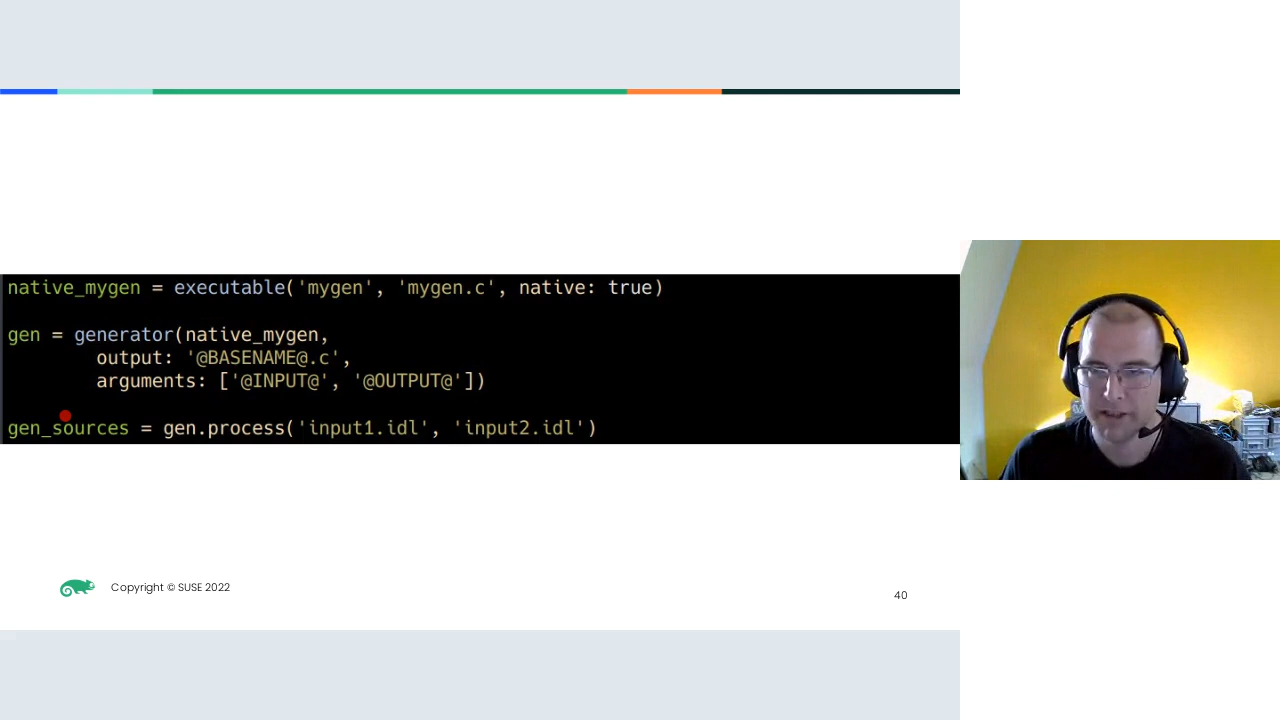 native_mygen = executable('mygen', 'mygen.c', native: true)
gen = generator(native_mygen,
output: '@BASENAME@.c',
arguments: ['@INPUT@', '@OUTPUT@'])
gen_sources = gen.process('input1.idl', 'input2.idl')
Copyright © SUSE 2022
40